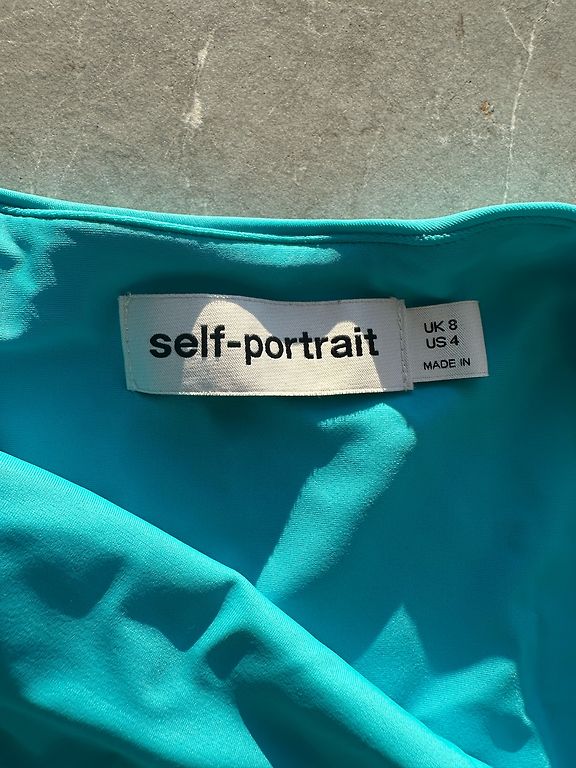 self-portrait
UK 8
US 4
MADE IN